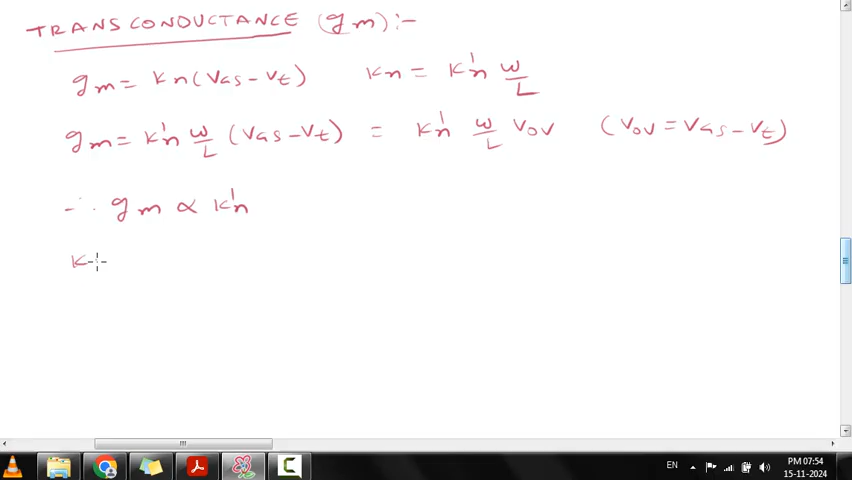 TRANSCONDUCTANCE (gm):-
gm = Kn(VGS-Vt) Kn = K'n W/L
gm = K'n W/L (VGS-Vt) = K'n W/L VOV (VOV = VGS-Vt)
∴ gm ∝ K'n
K
EN
PM 07:54
15-11-2024